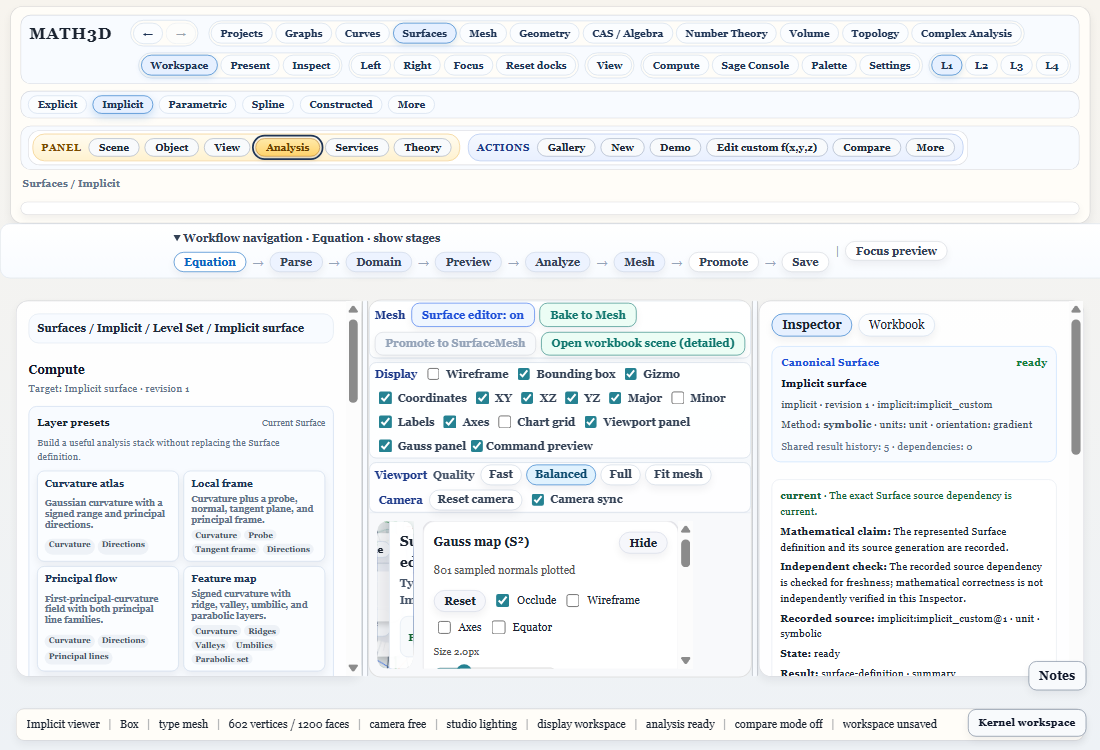 MATH3D ← → Projects Graphs Curves Surfaces Mesh Geometry CAS / Algebra Number Theory Volume Topology Complex Analysis
Workspace Present Inspect Left Right Focus Reset docks View Compute Sage Console Palette Settings L1 L2 L3 L4
Explicit Implicit Parametric Spline Constructed More
PANEL Scene Object View Analysis Services Theory ACTIONS Gallery New Demo Edit custom f(x,y,z) Compare More
Surfaces / Implicit
▾ Workflow navigation · Equation · show stages
Equation → Parse → Domain → Preview → Analyze → Mesh → Promote → Save | Focus preview
Surfaces / Implicit / Level Set / Implicit surface
Compute
Target: Implicit surface · revision 1
Layer presets Current Surface
Build a useful analysis stack without replacing the Surface
definition.
Curvature atlas
Gaussian curvature with a
signed range and principal
directions.
Curvature Directions
Local frame
Curvature plus a probe,
normal, tangent plane, and
principal frame.
Curvature Probe
Tangent frame Directions
Principal flow
First-principal-curvature
field with both principal
line families.
Curvature Directions
Principal lines
Feature map
Signed curvature with
ridge, valley, umbilic, and
parabolic layers.
Curvature Ridges
Valleys Umbilics
Parabolic set
Mesh Surface editor: on Bake to Mesh
Promote to SurfaceMesh Open workbook scene (detailed)
Display Wireframe Bounding box Gizmo
Coordinates XY XZ YZ Major Minor
Labels Axes Chart grid Viewport panel
Gauss panel Command preview
Viewport Quality Fast Balanced Full Fit mesh
Camera Reset camera Camera sync
Gauss map (S²) Hide
801 sampled normals plotted
Reset Occlude Wireframe
Axes Equator
Size 2.0px
Inspector Workbook
Canonical Surface ready
Implicit surface
implicit · revision 1 · implicit:implicit_custom
Method: symbolic · units: unit · orientation: gradient
Shared result history: 5 · dependencies: 0
current · The exact Surface source dependency is
current.
Mathematical claim: The represented Surface
definition and its source generation are recorded.
Independent check: The recorded source dependency
is checked for freshness; mathematical correctness is not
independently verified in this Inspector.
Recorded source: implicit:implicit_custom@1 · unit ·
symbolic
State: ready
Result: surface-definition · summary
Notes
Implicit viewer | Box | type mesh | 602 vertices / 1200 faces | camera free | studio lighting | display workspace | analysis ready | compare mode off | workspace unsaved
Kernel workspace